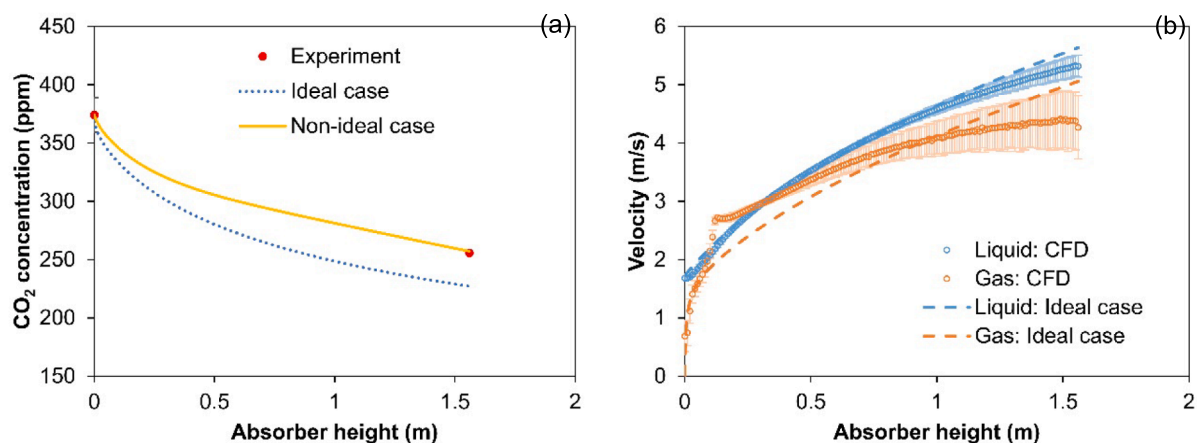 (a)
450
400
350
300
250
200
150
CO₂ concentration (ppm)
Experiment
Ideal case
Non-ideal case
0
0.5
1
1.5
2
Absorber height (m)
(b)
6
5
4
3
2
1
0
Velocity (m/s)
Liquid: CFD
Gas: CFD
Liquid: Ideal case
Gas: Ideal case
0
0.5
1
1.5
2
Absorber height (m)